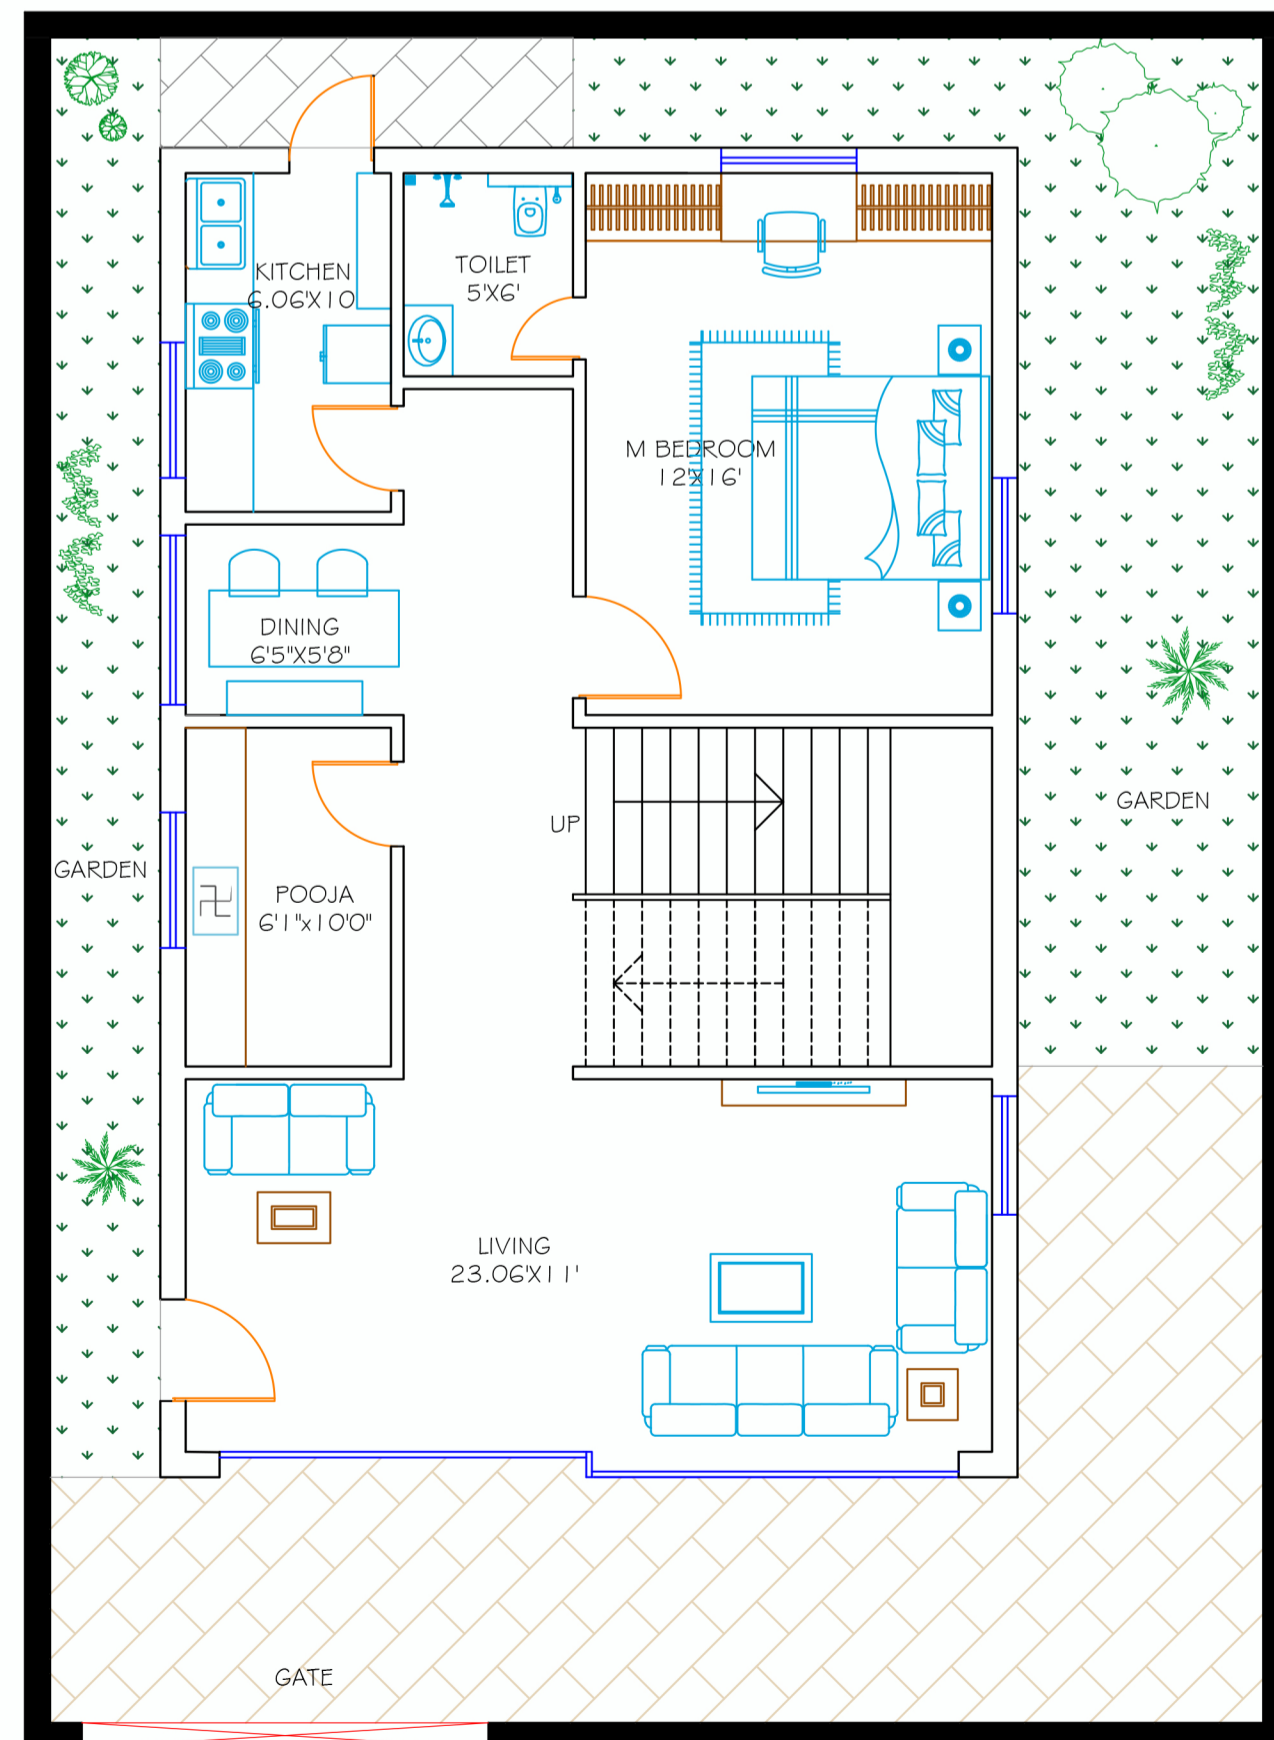 KITCHEN
6.06'X10
TOILET
5'X6'
M BEDROOM
12'X16'
DINING
6'5"X5'8"
UP
GARDEN
GARDEN
POOJA
6'1"x10'0"
LIVING
23.06'X11'
GATE